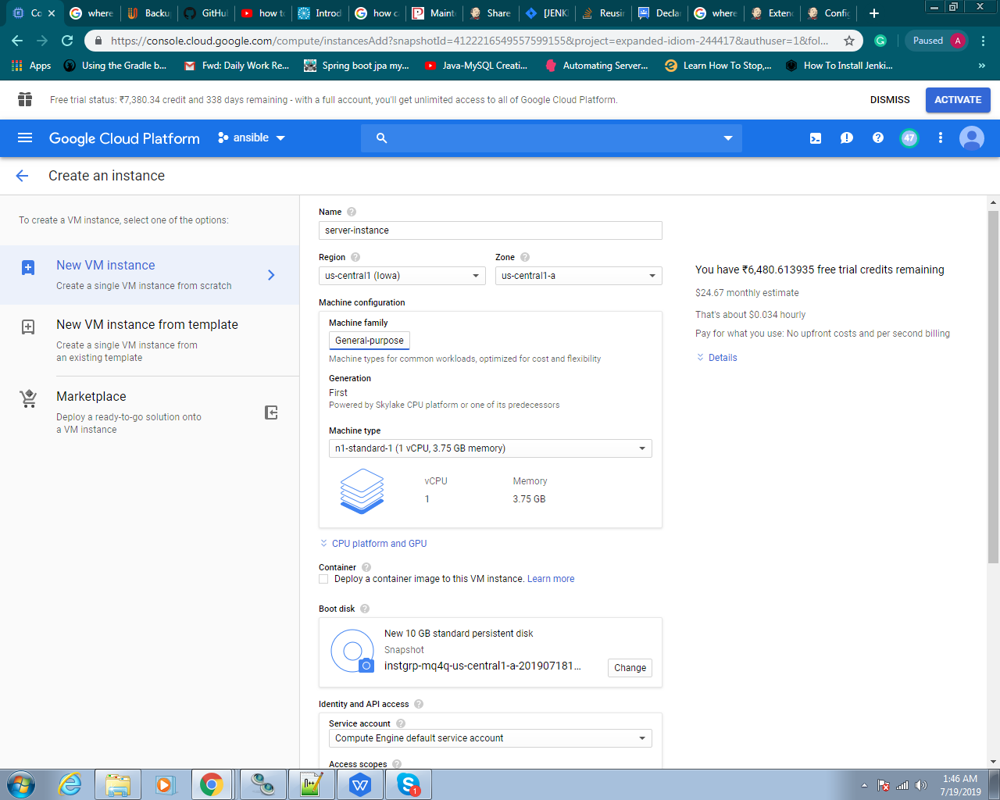 Co
where
Backu
GitHu
how to
Introd
how ca
Maint
Share
[JENK
Reusin
Declar
where
Extend
Config
https://console.cloud.google.com/compute/instancesAdd?snapshotId=4122216549557599155&project=expanded-idiom-244417&authuser=1&fol...
Paused
A
Apps
Using the Gradle b...
Fwd: Daily Work Re...
Spring boot jpa my...
Java-MySQL Creati...
Automating Server...
Learn How To Stop,...
How To Install Jenki...
»
Free trial status: ₹7,380.34 credit and 338 days remaining - with a full account, you'll get unlimited access to all of Google Cloud Platform.
DISMISS
ACTIVATE
Google Cloud Platform
ansible
47
Create an instance
To create a VM instance, select one of the options:
New VM instance
Create a single VM instance from scratch
New VM instance from template
Create a single VM instance from
an existing template
Marketplace
Deploy a ready-to-go solution onto
a VM instance
Name
server-instance
Region
Zone
us-central1 (Iowa)
us-central1-a
Machine configuration
Machine family
General-purpose
Machine types for common workloads, optimized for cost and flexibility
Generation
First
Powered by Skylake CPU platform or one of its predecessors
Machine type
n1-standard-1 (1 vCPU, 3.75 GB memory)
vCPU
Memory
1
3.75 GB
CPU platform and GPU
Container
Deploy a container image to this VM instance. Learn more
Boot disk
New 10 GB standard persistent disk
Snapshot
instgrp-mq4q-us-central1-a-201907181...
Change
Identity and API access
Service account
Compute Engine default service account
Access scopes
You have ₹6,480.613935 free trial credits remaining
$24.67 monthly estimate
That's about $0.034 hourly
Pay for what you use: No upfront costs and per second billing
Details
1:46 AM
7/19/2019